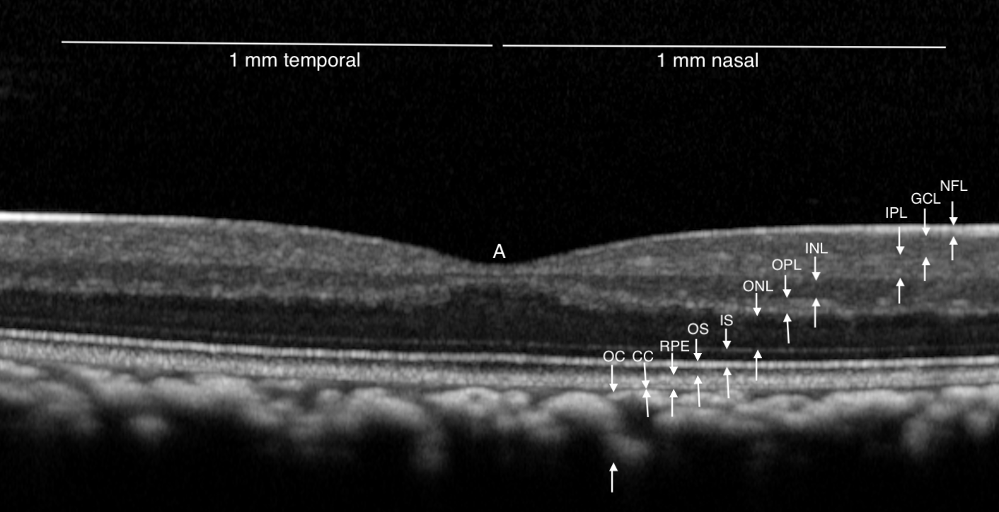 1 mm temporal
1 mm nasal
NFL
GCL
IPL
A
INL
OPL
ONL
IS
OS
RPE
OC
CC